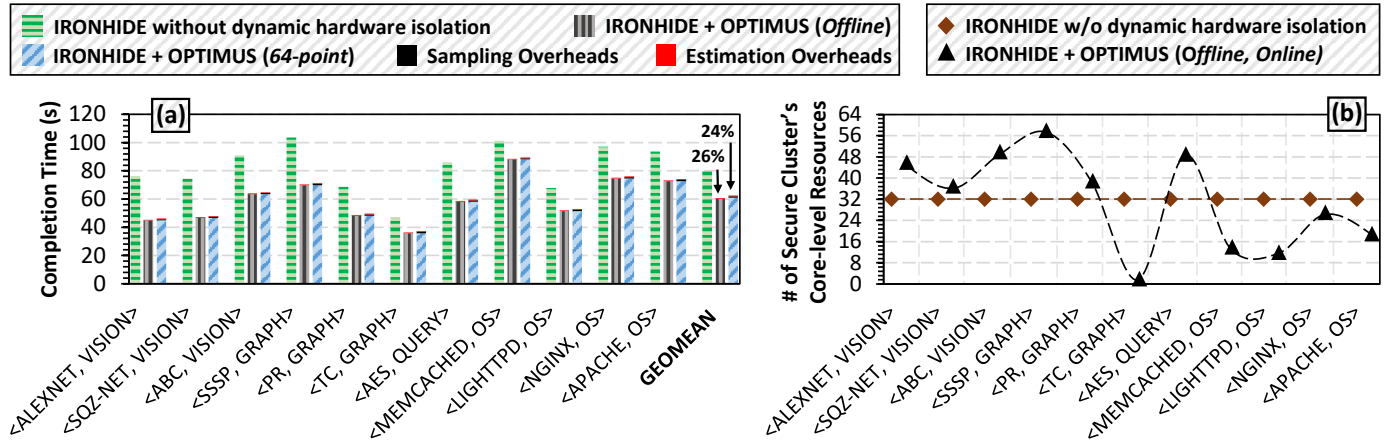 IRONHIDE without dynamic hardware isolation
IRONHIDE + OPTIMUS (Offline)
IRONHIDE + OPTIMUS (64-point)
Sampling Overheads
Estimation Overheads
IRONHIDE w/o dynamic hardware isolation
IRONHIDE + OPTIMUS (Offline, Online)
Completion Time (s)
120
100
80
60
40
20
0
(a)
24%
26%
<ALEXNET, VISION>
<SQZ-NET, VISION>
<ABC, VISION>
<SSSP, GRAPH>
<PR, GRAPH>
<TC, GRAPH>
<AES, QUERY>
<MEMCACHED, OS>
<LIGHTTPD, OS>
<NGINX, OS>
<APACHE, OS>
GEOMEAN
# of Secure Cluster's
Core-level Resources
64
56
48
40
32
24
16
8
0
(b)
<ALEXNET, VISION>
<SQZ-NET, VISION>
<ABC, VISION>
<SSSP, GRAPH>
<PR, GRAPH>
<TC, GRAPH>
<AES, QUERY>
<MEMCACHED, OS>
<LIGHTTPD, OS>
<NGINX, OS>
<APACHE, OS>